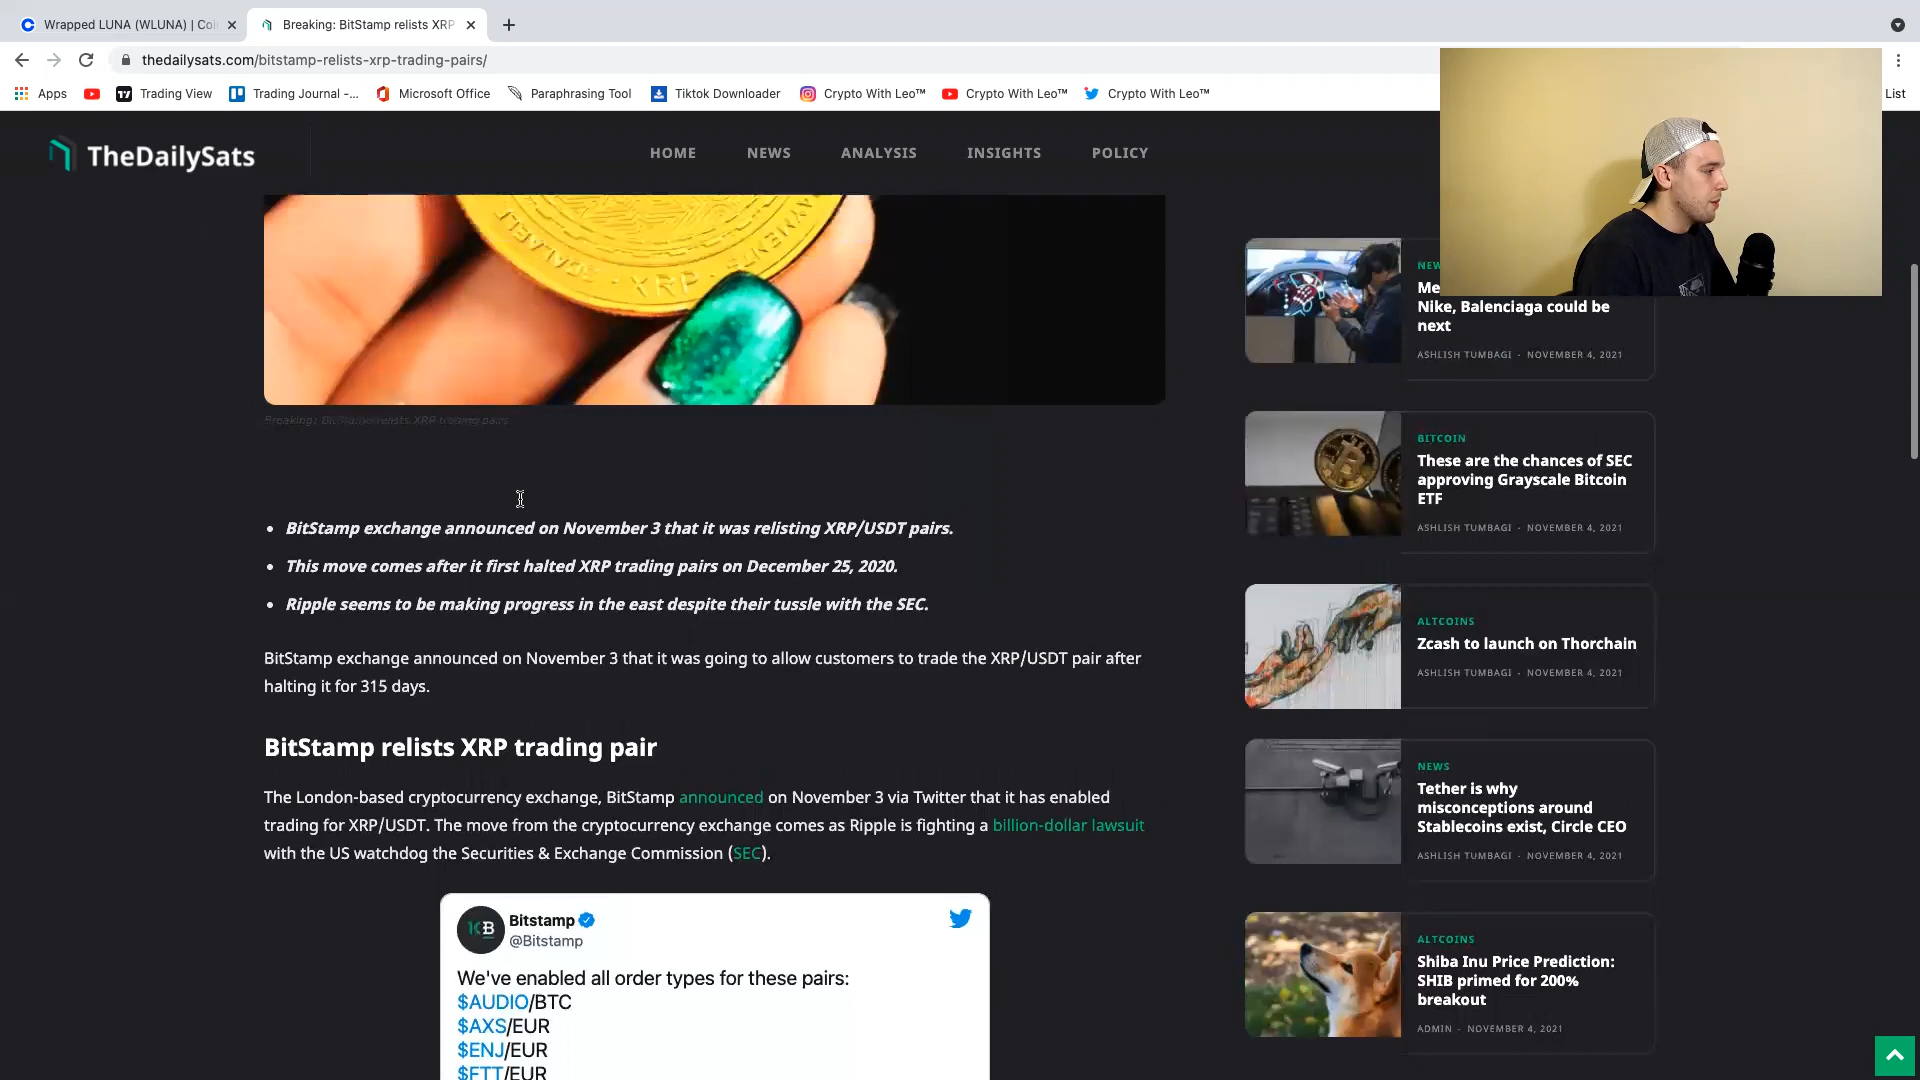 Wrapped LUNA (WLUNA) | Coi
Breaking: BitStamp relists XRP
thedailysats.com/bitstamp-relists-xrp-trading-pairs/
Apps
Trading View
Trading Journal -...
Microsoft Office
Paraphrasing Tool
Tiktok Downloader
Crypto With Leo™
Crypto With Leo™
Crypto With Leo™
List
TheDailySats
HOME
NEWS
ANALYSIS
INSIGHTS
POLICY
XRP
Breaking: BitStamp relists XRP trading pairs
• BitStamp exchange announced on November 3 that it was relisting XRP/USDT pairs.
• This move comes after it first halted XRP trading pairs on December 25, 2020.
• Ripple seems to be making progress in the east despite their tussle with the SEC.
BitStamp exchange announced on November 3 that it was going to allow customers to trade the XRP/USDT pair after
halting it for 315 days.
BitStamp relists XRP trading pair
The London-based cryptocurrency exchange, BitStamp announced on November 3 via Twitter that it has enabled
trading for XRP/USDT. The move from the cryptocurrency exchange comes as Ripple is fighting a billion-dollar lawsuit
with the US watchdog the Securities & Exchange Commission (SEC).
Bitstamp
@Bitstamp
We've enabled all order types for these pairs:
$AUDIO/BTC
$AXS/EUR
$ENJ/EUR
$FTT/EUR
NEW
Me
Nike, Balenciaga could be
next
ASHLISH TUMBAGI - NOVEMBER 4, 2021
BITCOIN
These are the chances of SEC
approving Grayscale Bitcoin
ETF
ASHLISH TUMBAGI - NOVEMBER 4, 2021
ALTCOINS
Zcash to launch on Thorchain
ASHLISH TUMBAGI - NOVEMBER 4, 2021
NEWS
Tether is why
misconceptions around
Stablecoins exist, Circle CEO
ASHLISH TUMBAGI - NOVEMBER 4, 2021
ALTCOINS
Shiba Inu Price Prediction:
SHIB primed for 200%
breakout
ADMIN - NOVEMBER 4, 2021